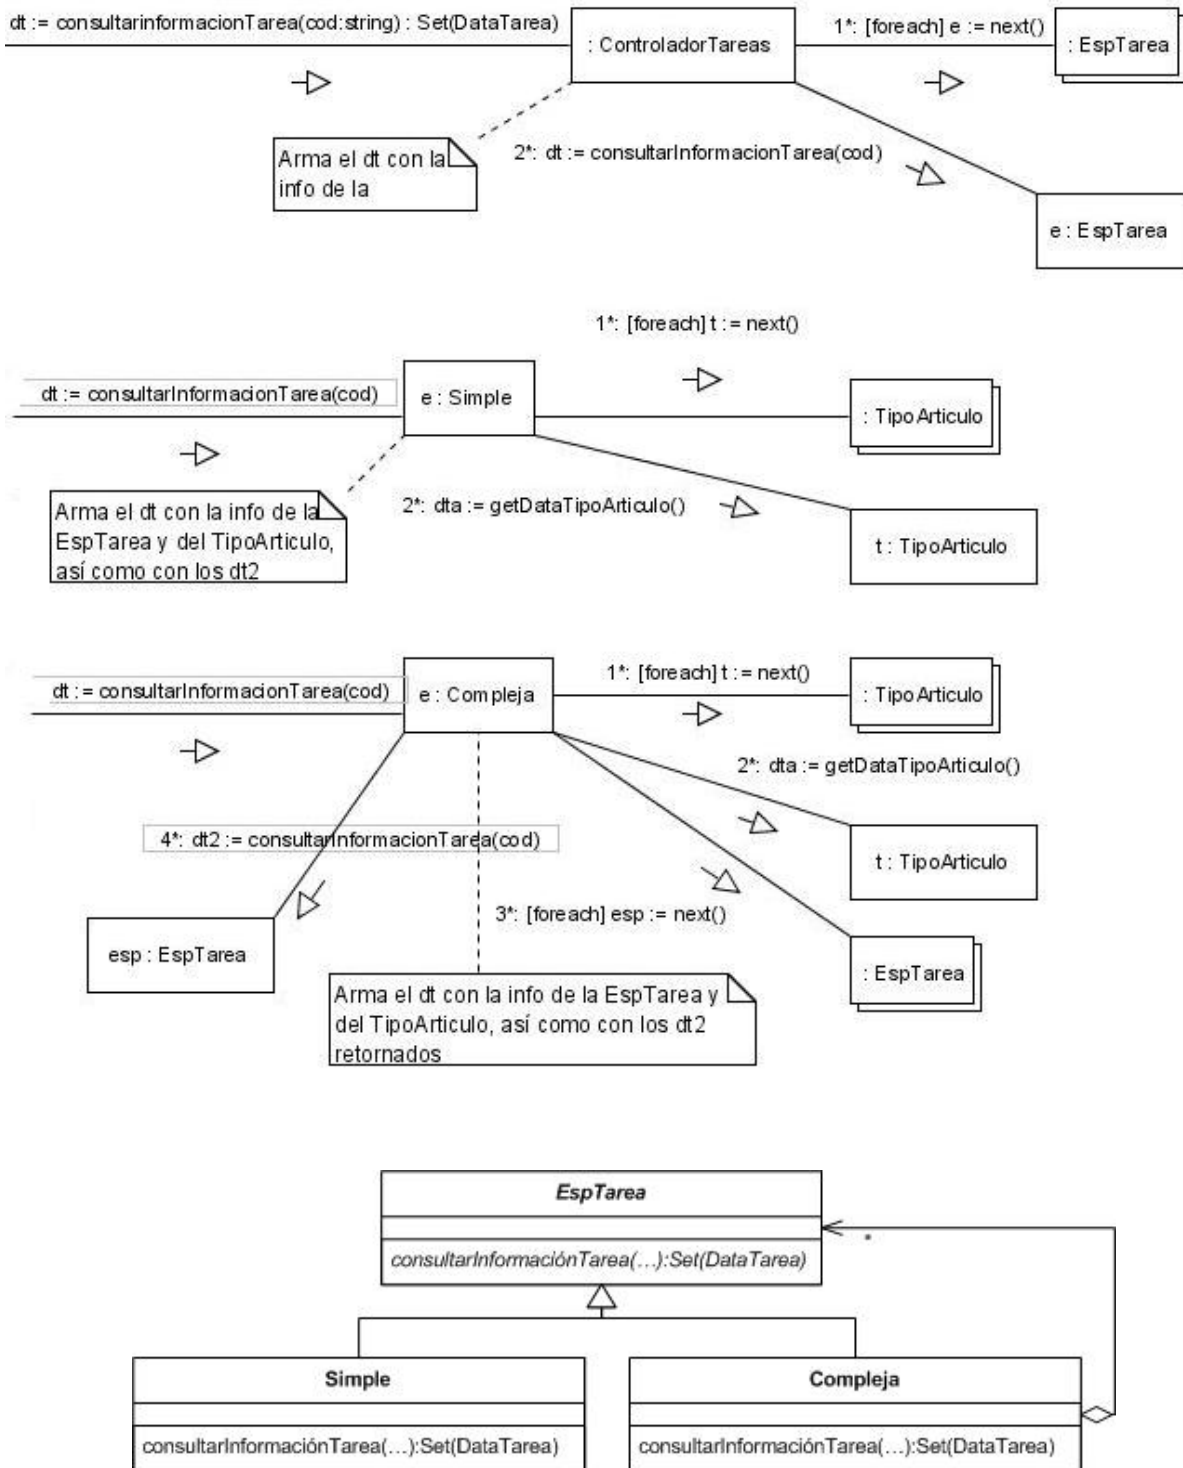 dt := consultarinformacionTarea(cod:string) : Set(DataTarea)
: ControladorTareas
1*: [foreach] e := next()
: EspTarea
Arma el dt con la
info de la
2*: dt := consultarInformacionTarea(cod)
e : EspTarea
1*: [foreach] t := next()
dt := consultarInformacionTarea(cod)
e : Simple
: TipoArticulo
Arma el dt con la info de la
EspTarea y del TipoArticulo,
así como con los dt2
2*: dta := getDataTipoArticulo()
t : TipoArticulo
dt := consultarInformacionTarea(cod)
e : Compleja
1*: [foreach] t := next()
: TipoArticulo
2*: dta := getDataTipoArticulo()
4*: dt2 := consultarInformacionTarea(cod)
t : TipoArticulo
3*: [foreach] esp := next()
esp : EspTarea
: EspTarea
Arma el dt con la info de la EspTarea y
del TipoArticulo, así como con los dt2
retornados
EspTarea
*
consultarInformaciónTarea(...):Set(DataTarea)
Simple
Compleja
consultarInformaciónTarea(...):Set(DataTarea)
consultarInformaciónTarea(...):Set(DataTarea)